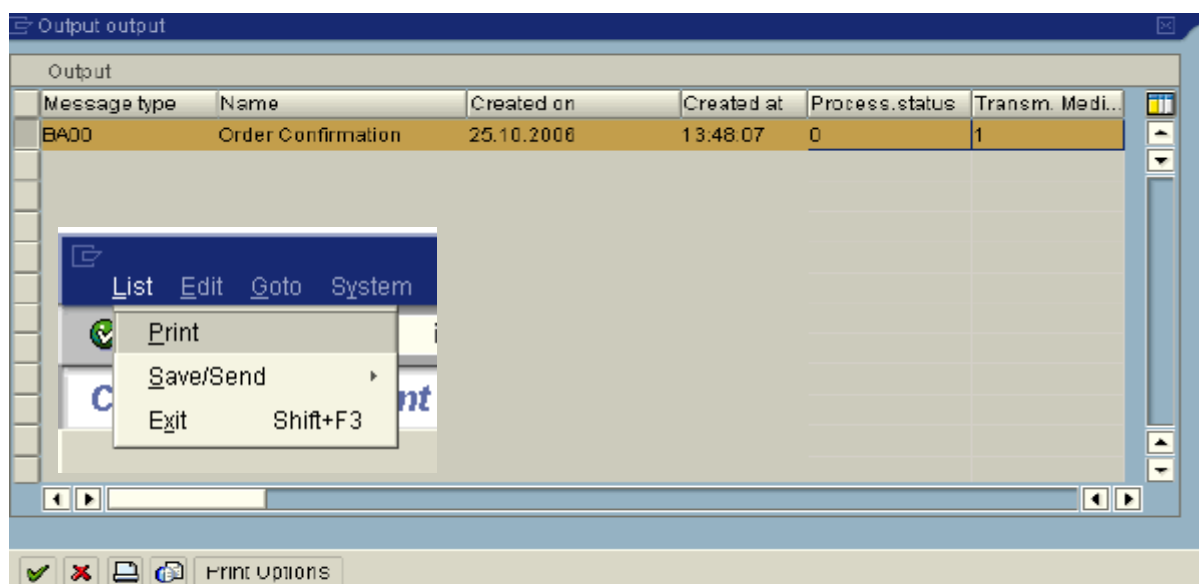 Output output
Output
Message type Name Created on Created at Process.status Transm. Medi...
BA00 Order Confirmation 25.10.2006 13:48:07 0 1
List Edit Goto System
Print
Save/Send
Exit Shift+F3
Print Options